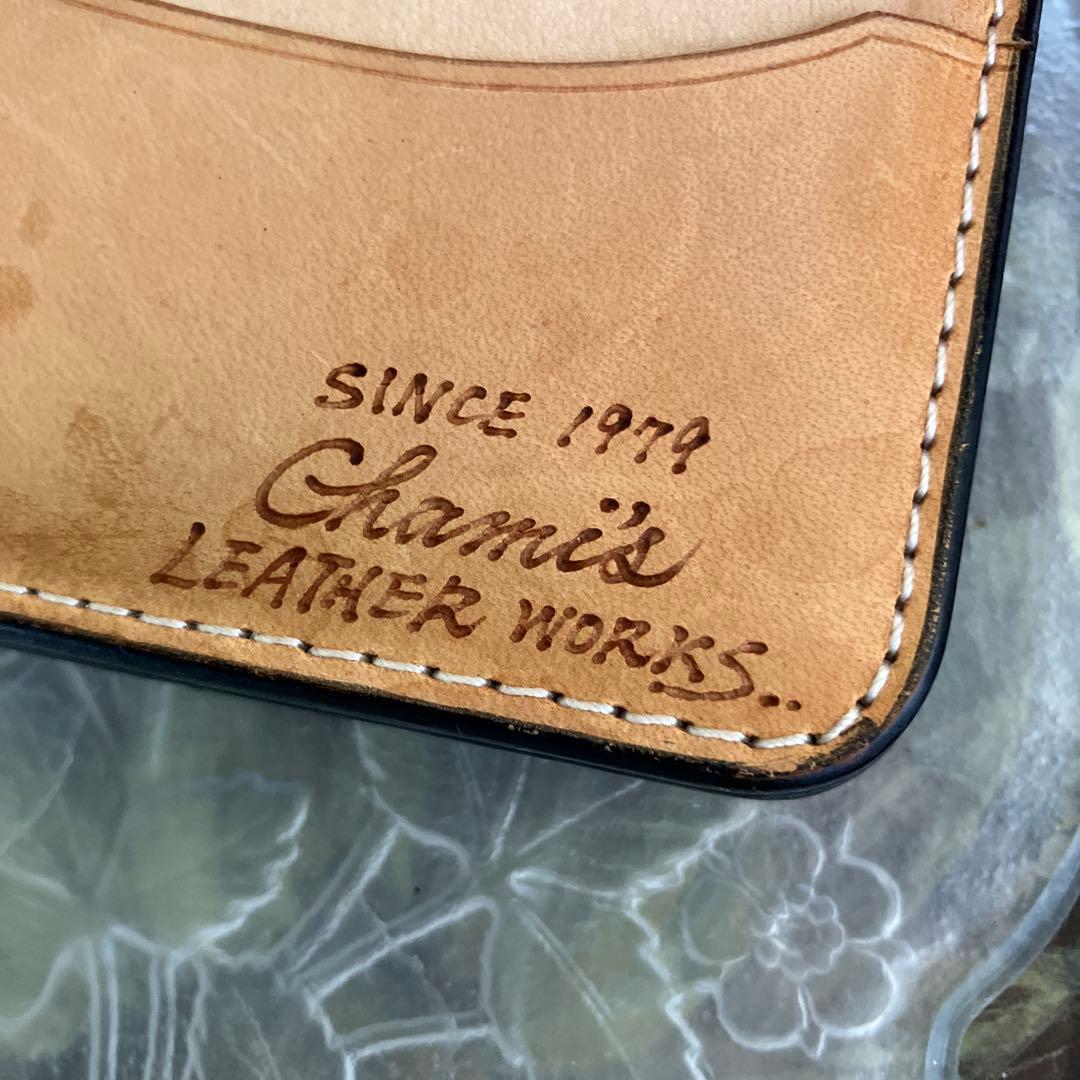 SINCE 1979
Chami's
LEATHER WORKS..